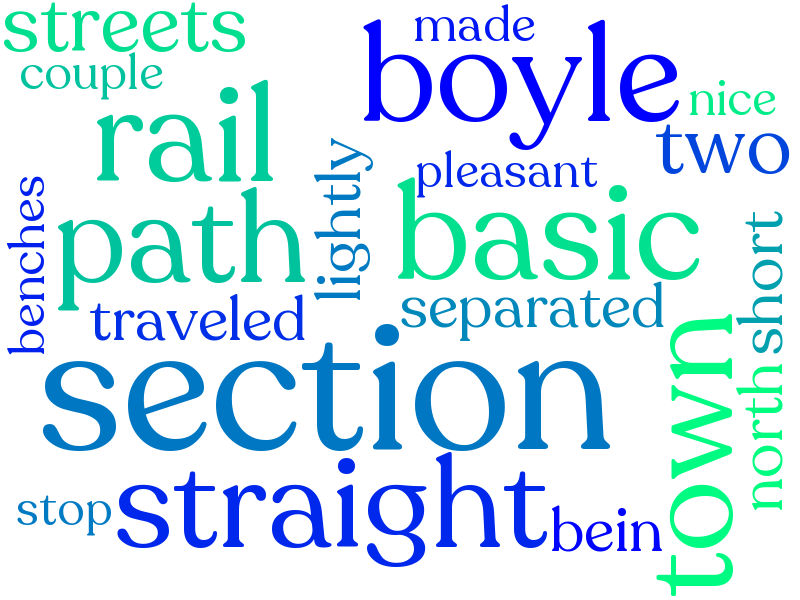 streets
made
boyle
couple
nice
rail
two
lightly
pleasant
benches
path
basic
short
traveled
separated
section
town
north
straight
stop
bein